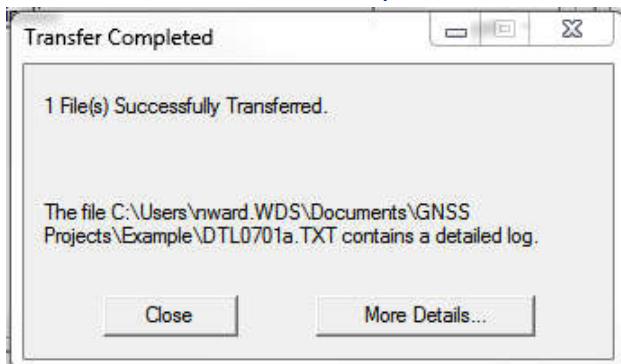 Transfer Completed
1 File(s) Successfully Transferred.
The file C:\Users\nward.WDS\Documents\GNSS
Projects\Example\DTL0701a.TXT contains a detailed log.
Close More Details...